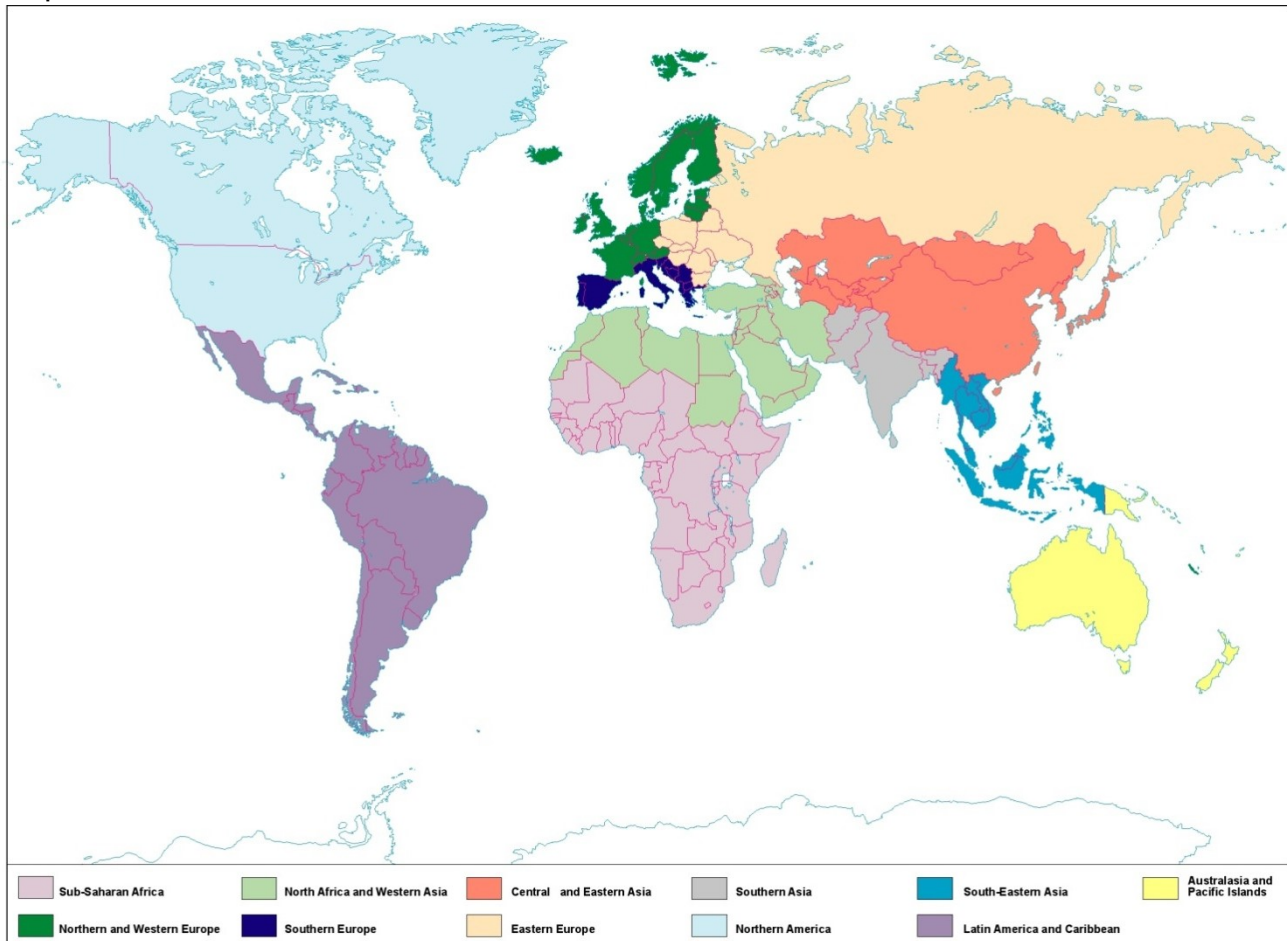 Sub-Saharan Africa
North Africa and Western Asia
Central and Eastern Asia
Southern Asia
South-Eastern Asia
Australasia and
Pacific Islands
Northern and Western Europe
Southern Europe
Eastern Europe
Northern America
Latin America and Caribbean